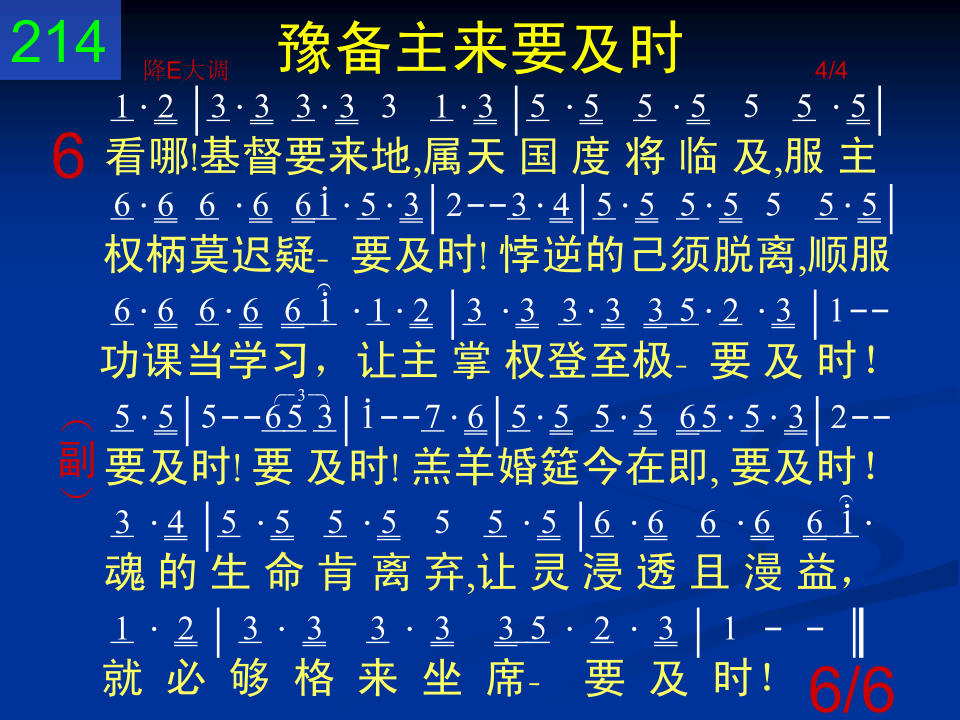 214
豫备主来要及时
降E大调
4/4
1 · 2 | 3 · 3 3 · 3 3 1 · 3 | 5 · 5 5 · 5 5 5 · 5 |
6
看哪!基督要来地,属天国度将临及,服主
6 · 6 6 · 6 6 i · 5 · 3 | 2 - - 3 · 4 | 5 · 5 5 · 5 5 5 · 5 |
权柄莫迟疑- 要及时! 悖逆的己须脱离,顺服
6 · 6 6 · 6 6 i · 1 · 2 | 3 · 3 3 · 3 3 5 · 2 · 3 | 1 - -
功课当学习，让主掌权登至极- 要及时！
5 · 5 | 5 - - 6 5 3 | i - - 7 · 6 | 5 · 5 5 · 5 6 5 · 5 · 3 | 2 - -
3
（副）
要及时! 要及时! 羔羊婚筵今在即, 要及时！
3 · 4 | 5 · 5 5 · 5 5 5 · 5 | 6 · 6 6 · 6 6 i ·
魂的生命肯离弃,让灵浸透且漫益，
1 · 2 | 3 · 3 3 · 3 3 5 · 2 · 3 | 1 - - ‖
就必够格来坐席- 要及时！
6/6